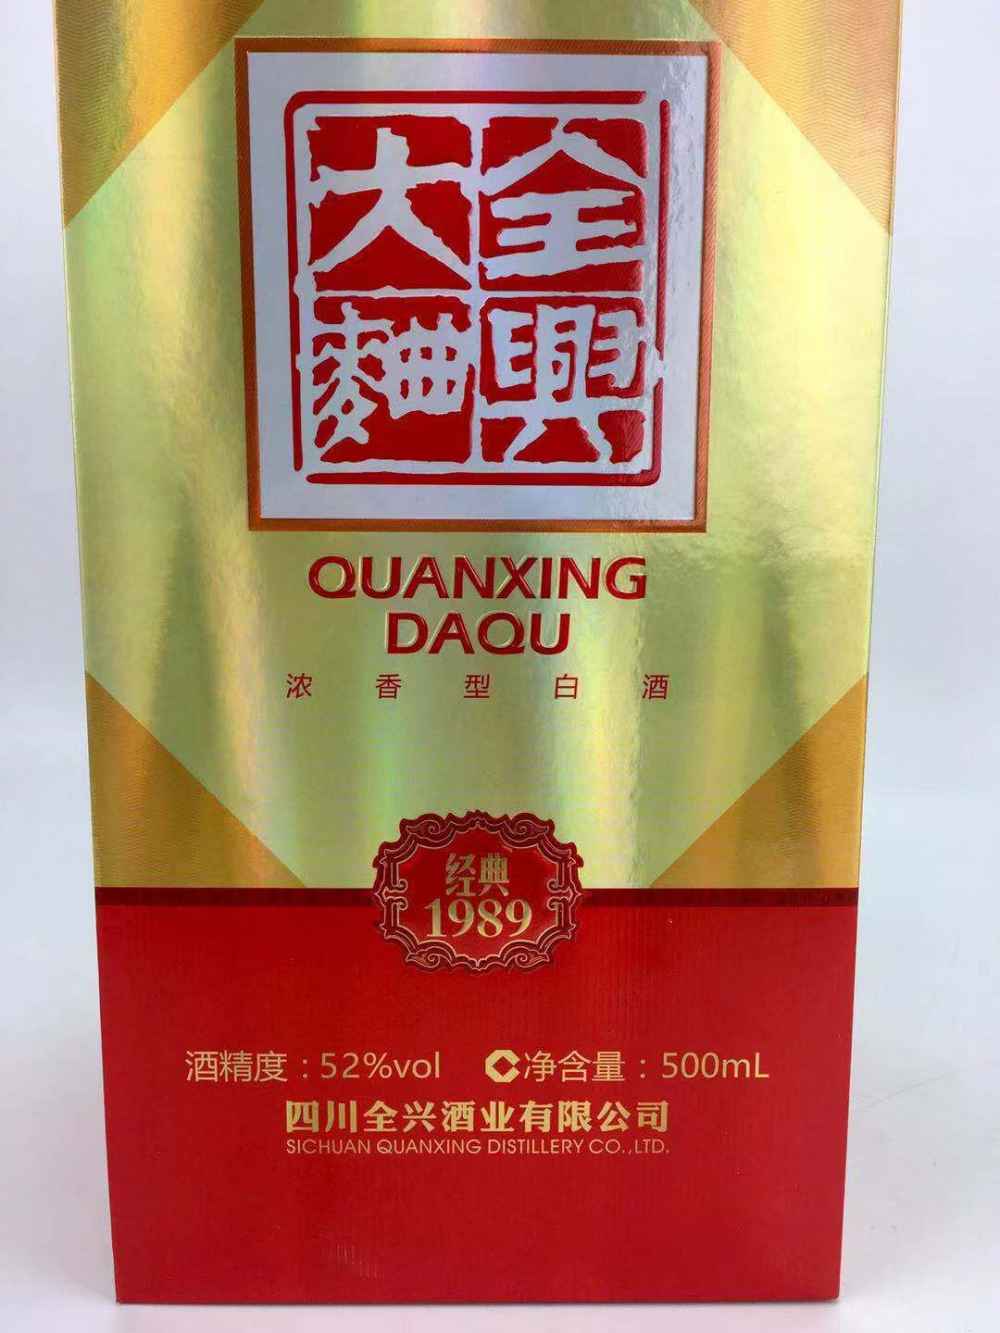 全興
大麯
QUANXING
DAQU
浓香型白酒
经典
1989
酒精度：52%vol 净含量：500mL
四川全兴酒业有限公司
SICHUAN QUANXING DISTILLERY CO.,LTD.